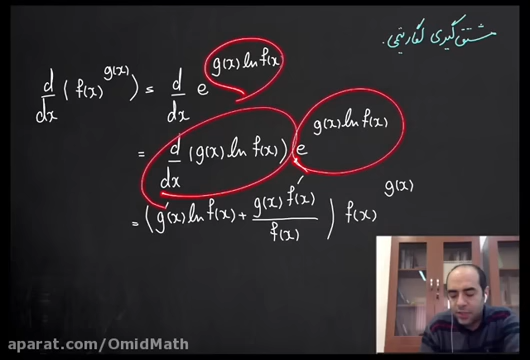 مشتق‌گیری لگاریتمی.
d/dx (f(x)^g(x)) = d/dx e^(g(x) ln f(x)
= d/dx (g(x) ln f(x)) e^(g(x) ln f(x))
= (g'(x) ln f(x) + g(x) f'(x) / f(x)) f(x)^g(x)
aparat.com/OmidMath